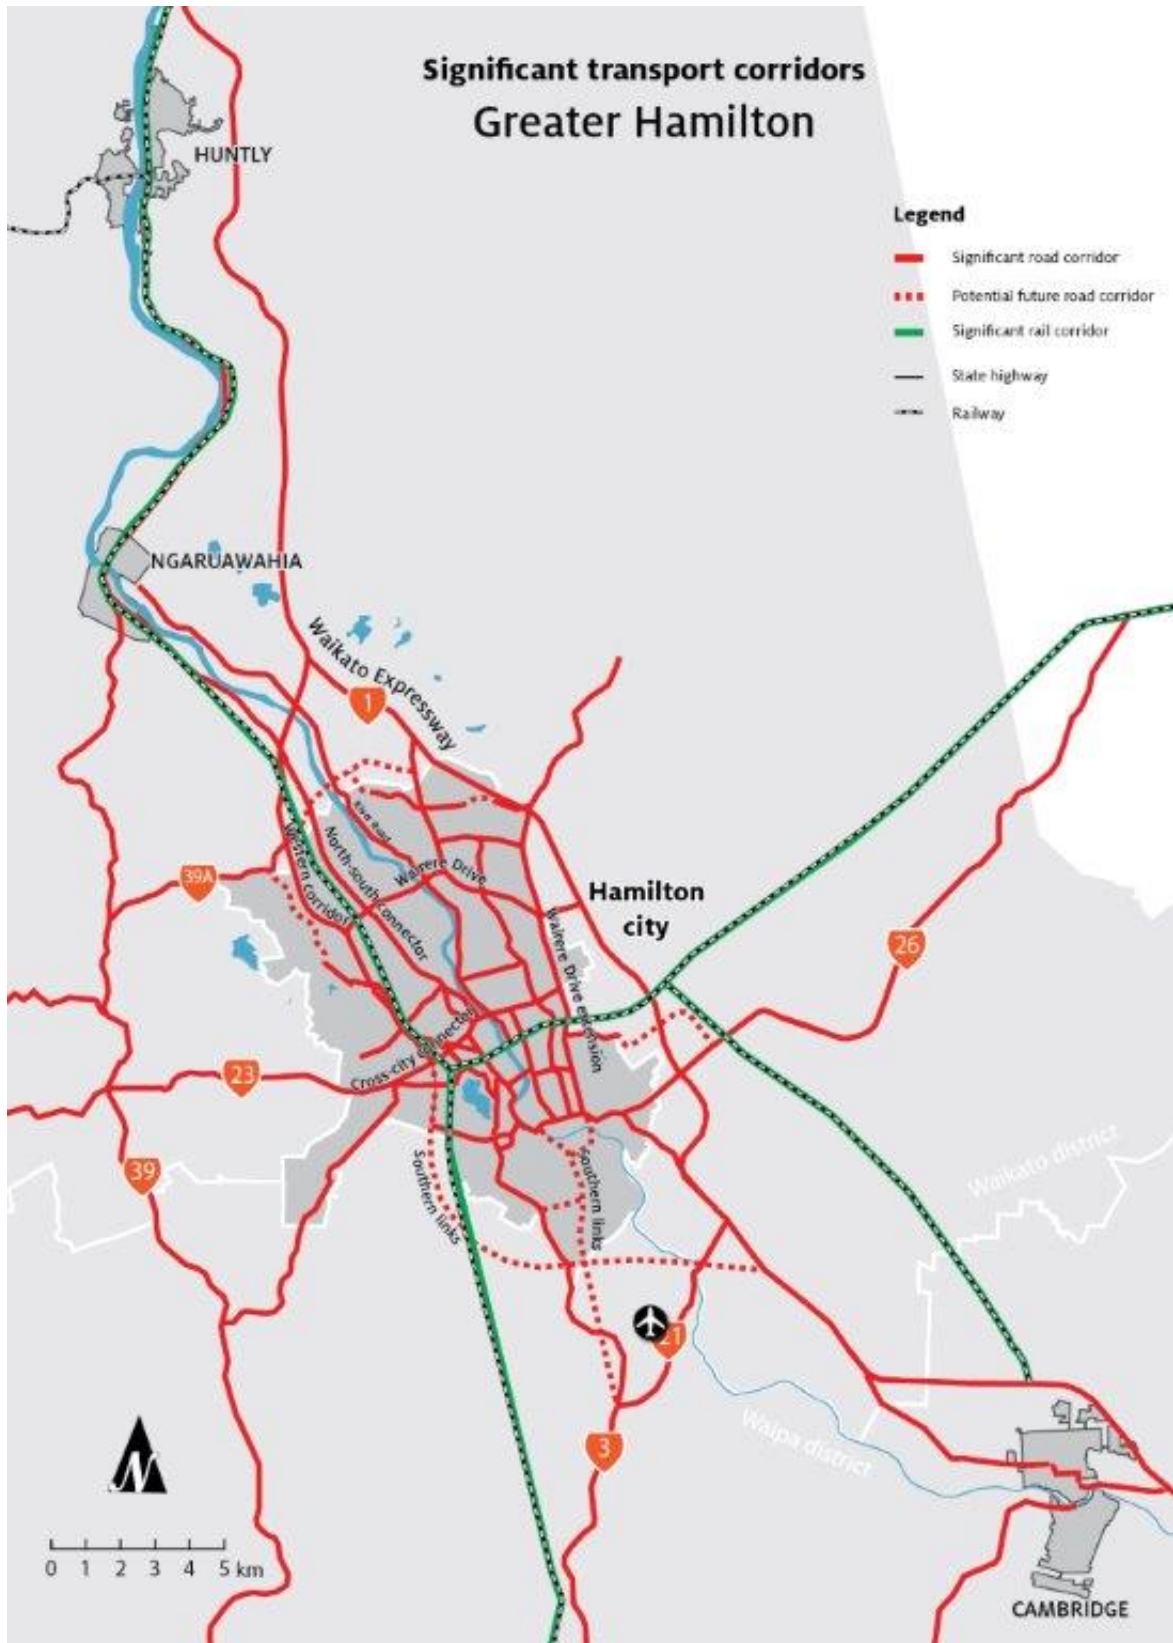 Significant transport corridors
Greater Hamilton
HUNTLY
Legend
Significant road corridor
Potential future road corridor
Significant rail corridor
State highway
Railway
NGARUAWAHIA
Waikato Expressway
1
River Road
Western corridor
North-south connector
Wairere Drive
39A
Hamilton
city
Wairere Drive extension
26
Cross-city connector
23
39
Southern links
Southern links
Waikato district
21
Waipa district
3
N
0 1 2 3 4 5 km
CAMBRIDGE